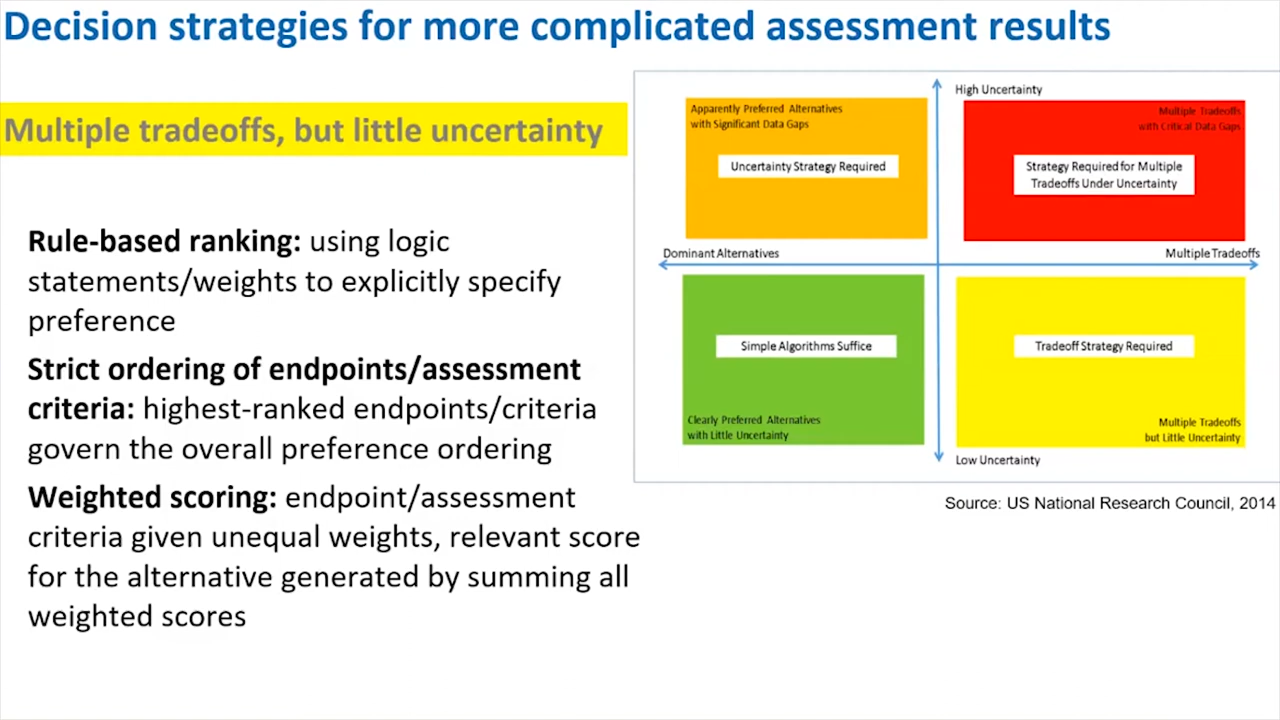 Decision strategies for more complicated assessment results
Multiple tradeoffs, but little uncertainty
Rule-based ranking: using logic
statements/weights to explicitly specify
preference
Strict ordering of endpoints/assessment
criteria: highest-ranked endpoints/criteria
govern the overall preference ordering
Weighted scoring: endpoint/assessment
criteria given unequal weights, relevant score
for the alternative generated by summing all
weighted scores
High Uncertainty
Apparently Preferred Alternatives
with Significant Data Gaps
Uncertainty Strategy Required
Multiple Tradeoffs
with Critical Data Gaps
Strategy Required for Multiple
Tradeoffs Under Uncertainty
Dominant Alternatives
Multiple Tradeoffs
Simple Algorithms Suffice
Clearly Preferred Alternatives
with Little Uncertainty
Tradeoff Strategy Required
Multiple Tradeoffs
but Little Uncertainty
Low Uncertainty
Source: US National Research Council, 2014